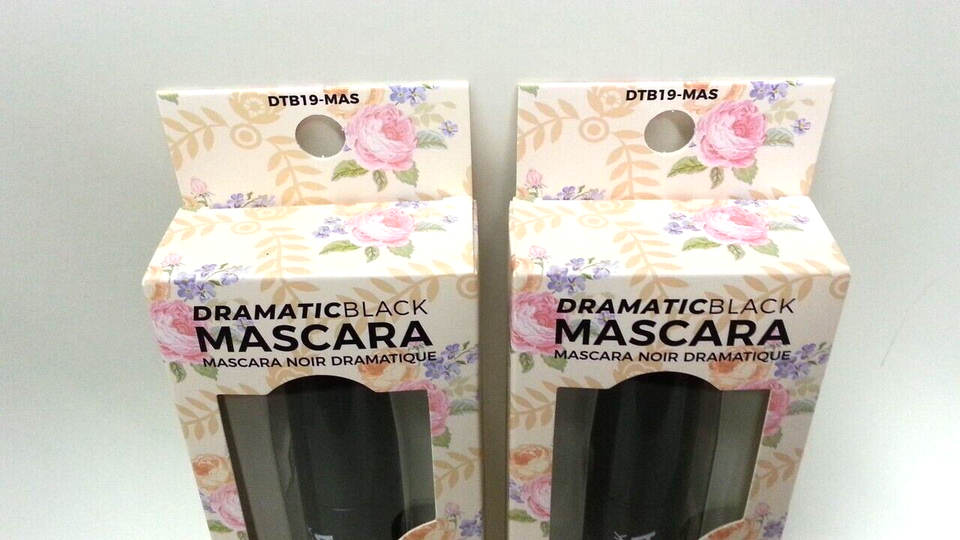 DTB19-MAS
DRAMATICBLACK
MASCARA
MASCARA NOIR DRAMATIQUE
DTB19-MAS
DRAMATICBLACK
MASCARA
MASCARA NOIR DRAMATIQUE